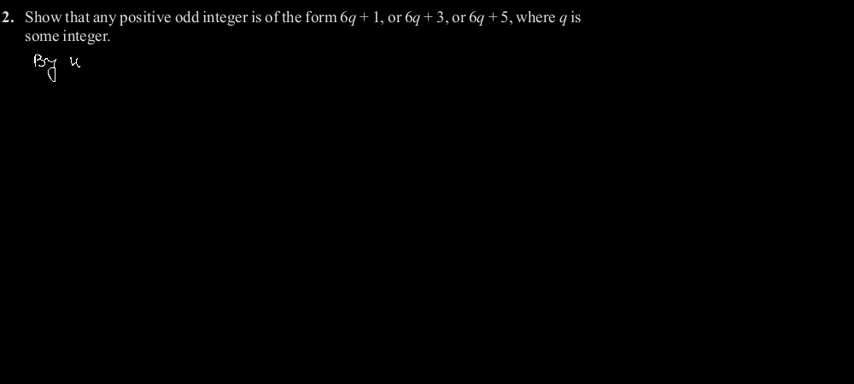 2. Show that any positive odd integer is of the form 6q + 1, or 6q + 3, or 6q + 5, where q is
some integer.
By u